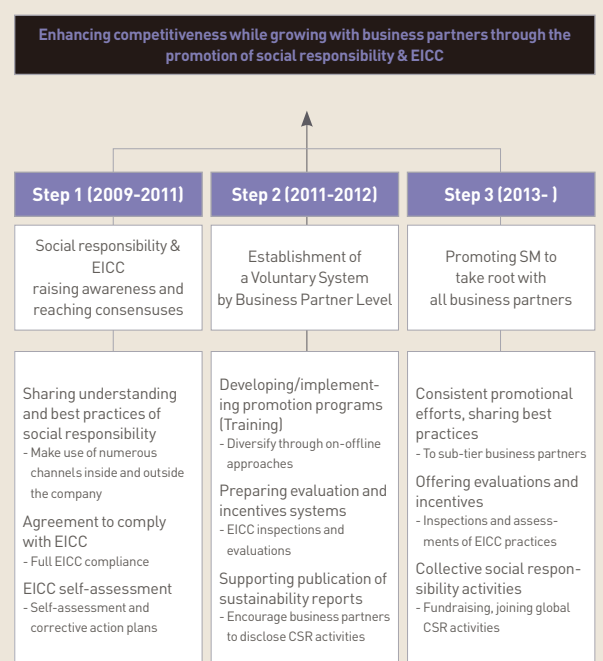 Enhancing competitiveness while growing with business partners through the
promotion of social responsibility & EICC
Step 1 (2009-2011)
Social responsibility &
EICC
raising awareness and
reaching consensuses
Sharing understanding
and best practices of
social responsibility
- Make use of numerous
channels inside and outside
the company
Agreement to comply
with EICC
- Full EICC compliance
EICC self-assessment
- Self-assessment and
corrective action plans
Step 2 (2011-2012)
Establishment of
a Voluntary System
by Business Partner Level
Developing/implement-
ing promotion programs
(Training)
- Diversify through on-offline
approaches
Preparing evaluation and
incentives systems
- EICC inspections and
evaluations
Supporting publication of
sustainability reports
- Encourage business partners
to disclose CSR activities
Step 3 (2013- )
Promoting SM to
take root with
all business partners
Consistent promotional
efforts, sharing best
practices
- To sub-tier business partners
Offering evaluations and
incentives
- Inspections and assess-
ments of EICC practices
Collective social respon-
sibility activities
- Fundraising, joining global
CSR activities